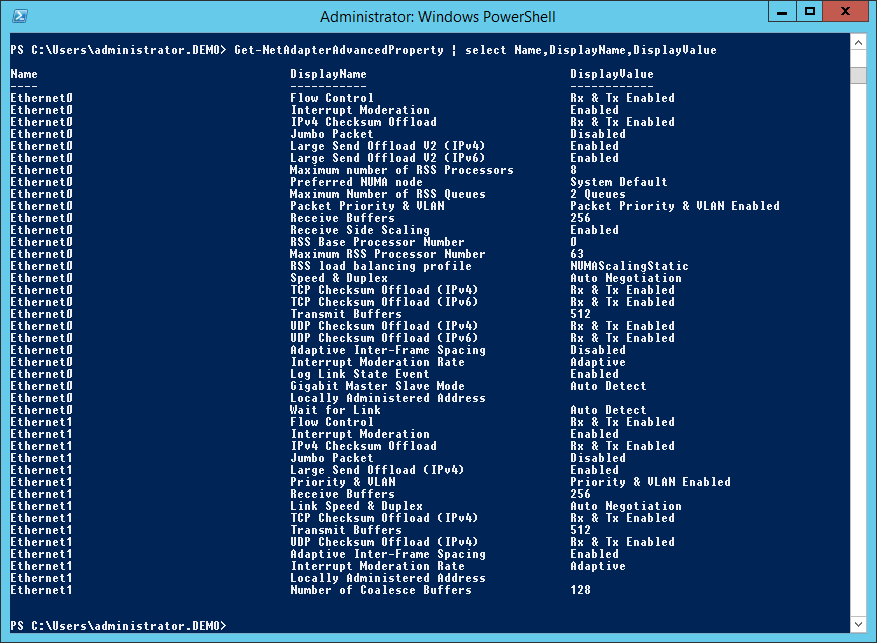 Administrator: Windows PowerShell
PS C:\Users\administrator.DEMO> Get-NetAdapterAdvancedProperty | select Name,DisplayName,DisplayValue
Name DisplayName DisplayValue
---- ----------- ------------
Ethernet0 Flow Control Rx & Tx Enabled
Ethernet0 Interrupt Moderation Enabled
Ethernet0 IPv4 Checksum Offload Rx & Tx Enabled
Ethernet0 Jumbo Packet Disabled
Ethernet0 Large Send Offload V2 (IPv4) Enabled
Ethernet0 Large Send Offload V2 (IPv6) Enabled
Ethernet0 Maximum number of RSS Processors 8
Ethernet0 Preferred NUMA node System Default
Ethernet0 Maximum Number of RSS Queues 2 Queues
Ethernet0 Packet Priority & VLAN Packet Priority & VLAN Enabled
Ethernet0 Receive Buffers 256
Ethernet0 Receive Side Scaling Enabled
Ethernet0 RSS Base Processor Number 0
Ethernet0 Maximum RSS Processor Number 63
Ethernet0 RSS load balancing profile NUMAScalingStatic
Ethernet0 Speed & Duplex Auto Negotiation
Ethernet0 TCP Checksum Offload (IPv4) Rx & Tx Enabled
Ethernet0 TCP Checksum Offload (IPv6) Rx & Tx Enabled
Ethernet0 Transmit Buffers 512
Ethernet0 UDP Checksum Offload (IPv4) Rx & Tx Enabled
Ethernet0 UDP Checksum Offload (IPv6) Rx & Tx Enabled
Ethernet0 Adaptive Inter-Frame Spacing Disabled
Ethernet0 Interrupt Moderation Rate Adaptive
Ethernet0 Log Link State Event Enabled
Ethernet0 Gigabit Master Slave Mode Auto Detect
Ethernet0 Locally Administered Address
Ethernet0 Wait for Link Auto Detect
Ethernet1 Flow Control Rx & Tx Enabled
Ethernet1 Interrupt Moderation Enabled
Ethernet1 IPv4 Checksum Offload Rx & Tx Enabled
Ethernet1 Jumbo Packet Disabled
Ethernet1 Large Send Offload (IPv4) Enabled
Ethernet1 Priority & VLAN Priority & VLAN Enabled
Ethernet1 Receive Buffers 256
Ethernet1 Link Speed & Duplex Auto Negotiation
Ethernet1 TCP Checksum Offload (IPv4) Rx & Tx Enabled
Ethernet1 Transmit Buffers 512
Ethernet1 UDP Checksum Offload (IPv4) Rx & Tx Enabled
Ethernet1 Adaptive Inter-Frame Spacing Enabled
Ethernet1 Interrupt Moderation Rate Adaptive
Ethernet1 Locally Administered Address
Ethernet1 Number of Coalesce Buffers 128
PS C:\Users\administrator.DEMO>